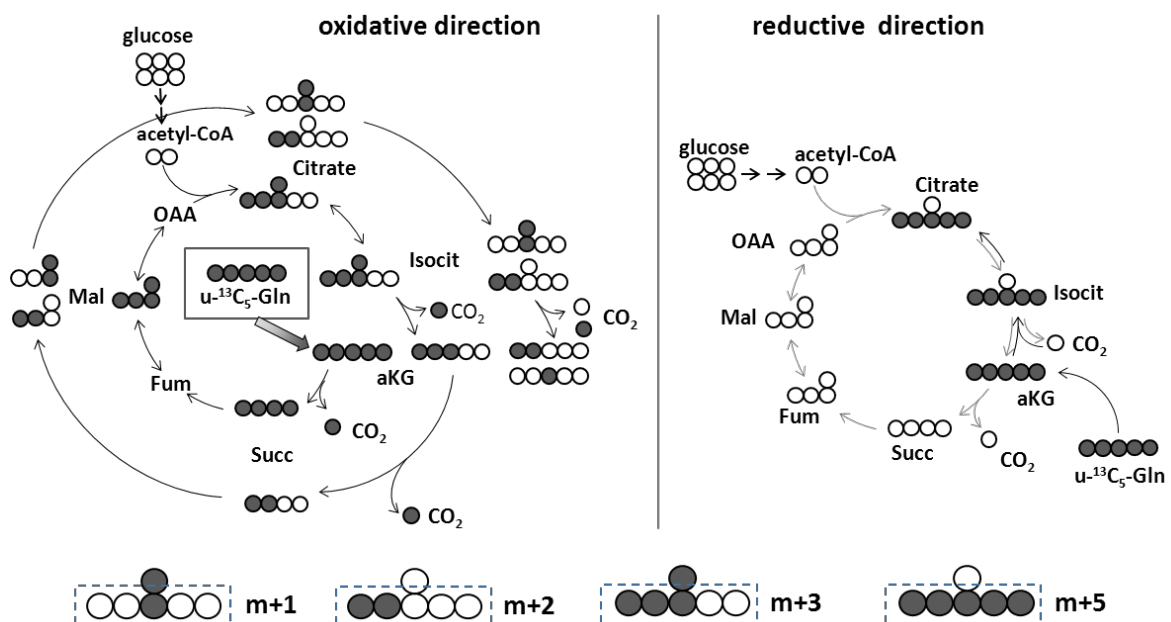 oxidative direction
glucose
acetyl-CoA
Citrate
OAA
Isocit
u-¹³C₅-Gln
Mal
CO₂
CO₂
aKG
Fum
CO₂
Succ
CO₂
reductive direction
glucose
acetyl-CoA
Citrate
OAA
Isocit
Mal
CO₂
aKG
Fum
Succ
CO₂
u-¹³C₅-Gln
m+1
m+2
m+3
m+5